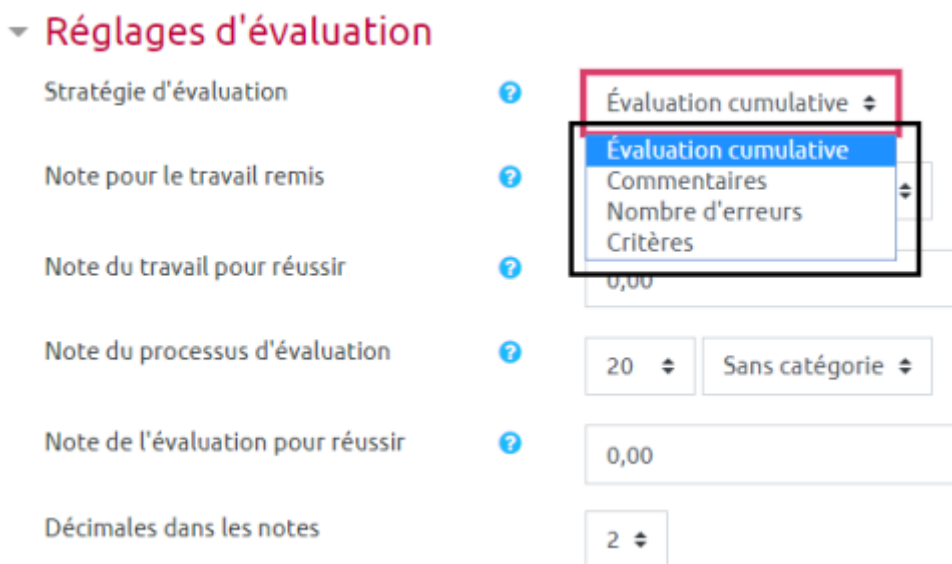 Réglages d'évaluation
Stratégie d'évaluation
Évaluation cumulative
Évaluation cumulative
Commentaires
Nombre d'erreurs
Critères
Note pour le travail remis
Note du travail pour réussir
0,00
Note du processus d'évaluation
20 Sans catégorie
Note de l'évaluation pour réussir
0,00
Décimales dans les notes
2